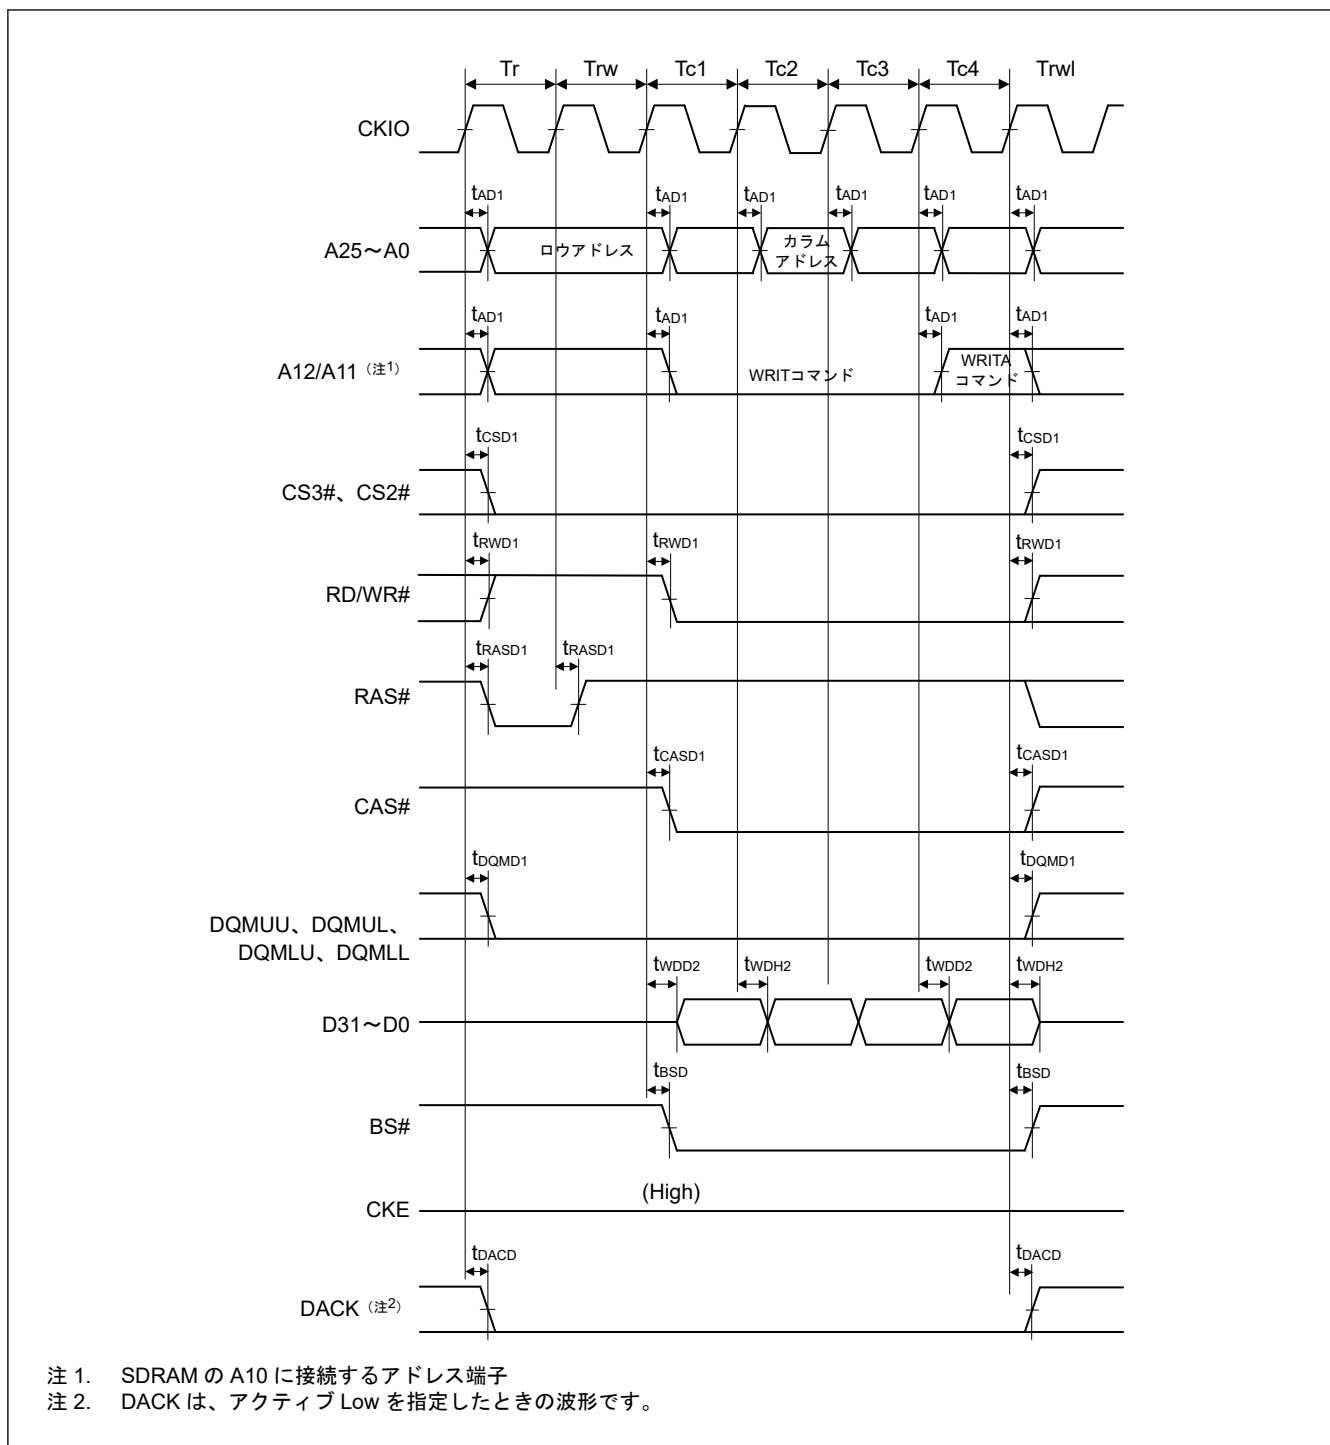 Tr Trw Tc1 Tc2 Tc3 Tc4 Trwl
CKIO
tAD1 tAD1 tAD1 tAD1 tAD1 tAD1
A25～A0 ロウアドレス カラム
アドレス
tAD1 tAD1 tAD1 tAD1
A12/A11（注1） WRITコマンド WRITA
コマンド
tCSD1 tCSD1
CS3#、CS2#
tRWD1 tRWD1 tRWD1
RD/WR#
tRASD1 tRASD1
RAS#
tCASD1 tCASD1
CAS#
tDQMD1 tDQMD1
DQMUU、DQMUL、
DQMLU、DQMLL
tWDD2 tWDH2 tWDD2 tWDH2
D31～D0
tBSD tBSD
BS#
(High)
CKE
tDACD tDACD
DACK（注2）
注 1. SDRAM の A10 に接続するアドレス端子
注 2. DACK は、アクティブ Low を指定したときの波形です。